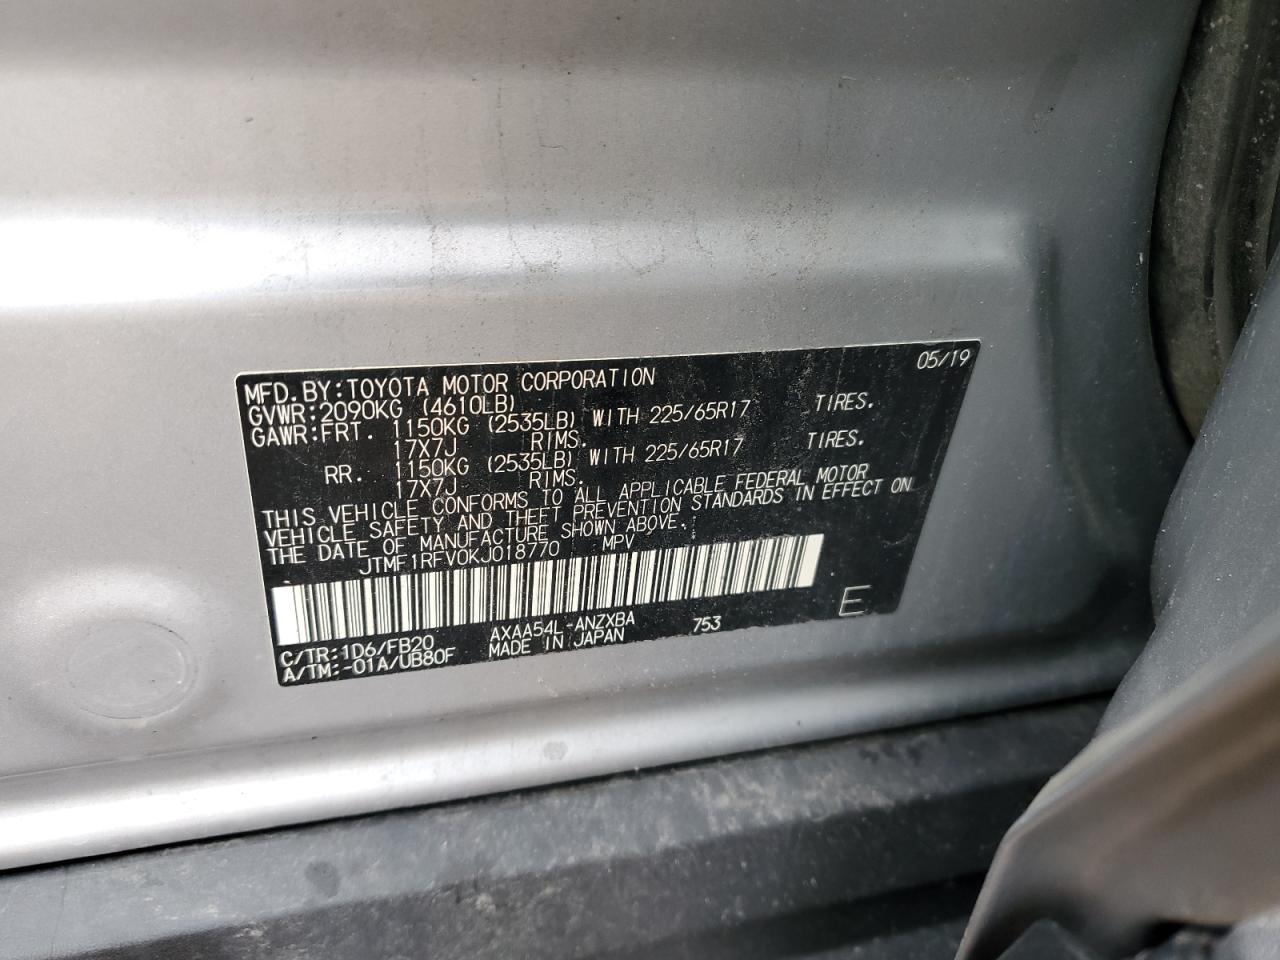 05/19
MFD.BY:TOYOTA MOTOR CORPORATION
GVWR:2090KG (4610LB)
GAWR:FRT. 1150KG (2535LB) WITH 225/65R17 TIRES.
17X7J RIMS.
RR. 1150KG (2535LB) WITH 225/65R17 TIRES.
17X7J RIMS.
THIS VEHICLE CONFORMS TO ALL APPLICABLE FEDERAL MOTOR
VEHICLE SAFETY AND THEFT PREVENTION STANDARDS IN EFFECT ON
THE DATE OF MANUFACTURE SHOWN ABOVE.
JTMF1RFV0KJ018770 MPV
E
C/TR:1D6/FB20 AXAA54L-ANZXBA 753
A/TM:-01A/UB80F MADE IN JAPAN